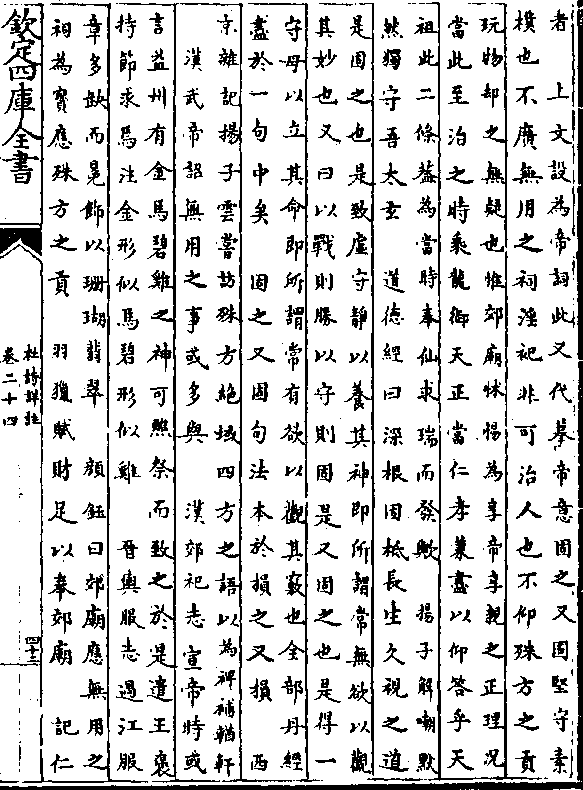 者　上文設為帝詞此又代摹帝意固之又固堅守素
樸也不廣無用之祠淫祀非可治人也不仰殊方之貢
玩物却之無疑也惟郊廟怵惕為享帝享親之正理况
當此至治之時乘龍御天正當仁孝兼盡以仰答乎天
祖此二條蓋為當時奉仙求瑞而發歟　揚子解嘲默
然獨守吾太玄　道德經曰深根固柢長生久視之道
是固之也是致虚守静以養其神即所謂常無欲以觀
其妙也又曰以戰則勝以守則固是又固之也是得一
守母以立其命即所謂常有欲以觀其竅也全部丹經
盡於一句中矣　固之又固句法本於損之又損　西
京雜記揚子雲嘗訪殊方絶域四方之語以為裨補輶軒
漢武帝詔無用之事或多與　漢郊祀志宣帝時或
言益州有金馬碧雞之神可醮祭而致之於是遣王褒
持節求焉注金形似馬碧形似雞　晉輿服志過江服
章多缺而冕飾以珊瑚翡翠　顔鈺曰郊廟應無用之
祠為賓應殊方之貢　羽獵賦財足以奉郊廟　記仁
欽定四庫全書
杜詩詳註
卷二十四
四十三